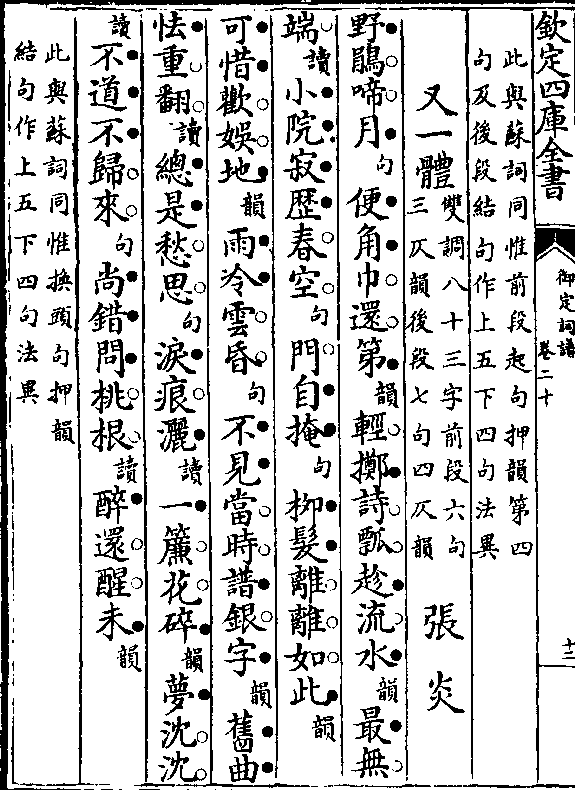 欽定四庫全書
御定詞譜
卷二十
十二
此與蘇詞同惟前段起句押韻第四
句及後段結句作上五下四句法異
又一體
雙調八十三字前段六句
三仄韻後段七句四仄韻
張炎
野鵑啼月句便角巾還第韻輕擲詩瓢趁流水韻最無
端讀小院寂歴春空句門自掩句栁髮離離如此韻
可惜歡娛地韻雨冷雲昏句不見當時譜銀字韻舊曲
怯重翻讀總是愁思句淚痕灑讀一簾花碎韻夢沈沈
讀不道不歸來句尚錯問桃根讀醉還醒未韻
此與蘇詞同惟換頭句押韻
結句作上五下四句法異